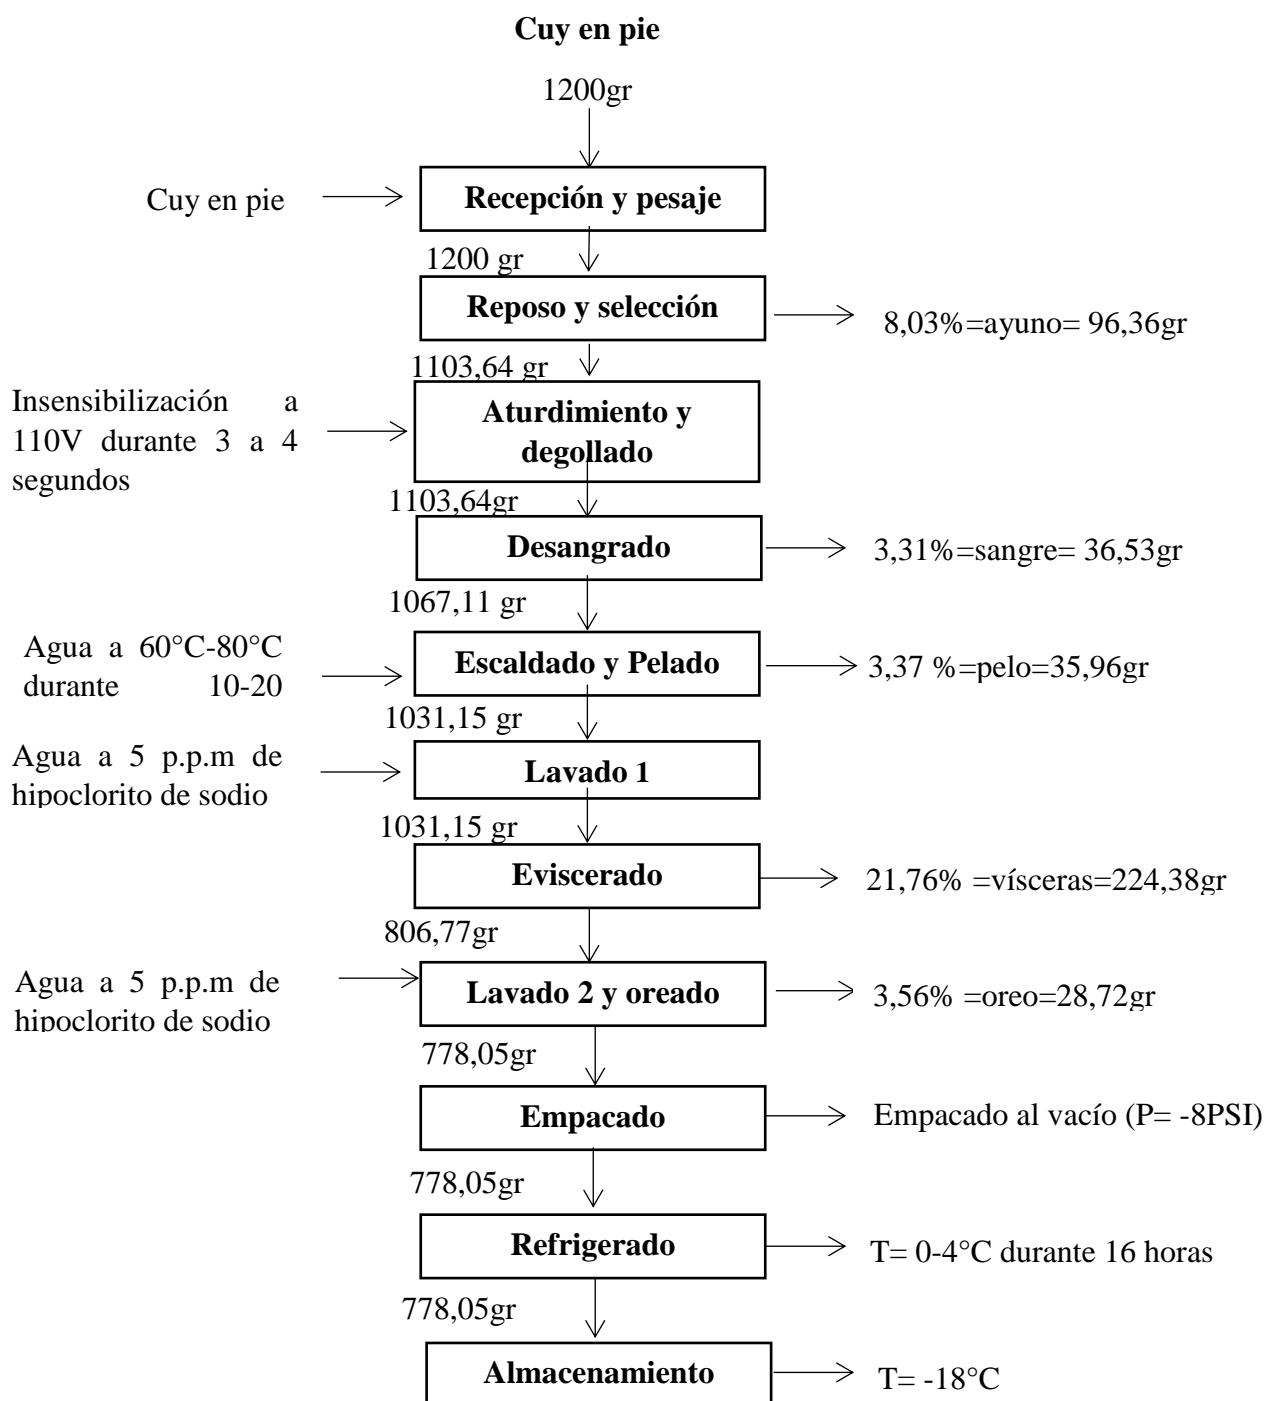 Cuy en pie
1200gr
Cuy en pie
Recepción y pesaje
1200 gr
Reposo y selección
8,03%=ayuno= 96,36gr
1103,64 gr
Insensibilización a
110V durante 3 a 4
segundos
Aturdimiento y
degollado
1103,64gr
Desangrado
3,31%=sangre= 36,53gr
1067,11 gr
Agua a 60°C-80°C
durante 10-20
Escaldado y Pelado
3,37 %=pelo=35,96gr
1031,15 gr
Agua a 5 p.p.m de
hipoclorito de sodio
Lavado 1
1031,15 gr
Eviscerado
21,76% =vísceras=224,38gr
806,77gr
Agua a 5 p.p.m de
hipoclorito de sodio
Lavado 2 y oreado
3,56% =oreo=28,72gr
778,05gr
Empacado
Empacado al vacío (P= -8PSI)
778,05gr
Refrigerado
T= 0-4°C durante 16 horas
778,05gr
Almacenamiento
T= -18°C